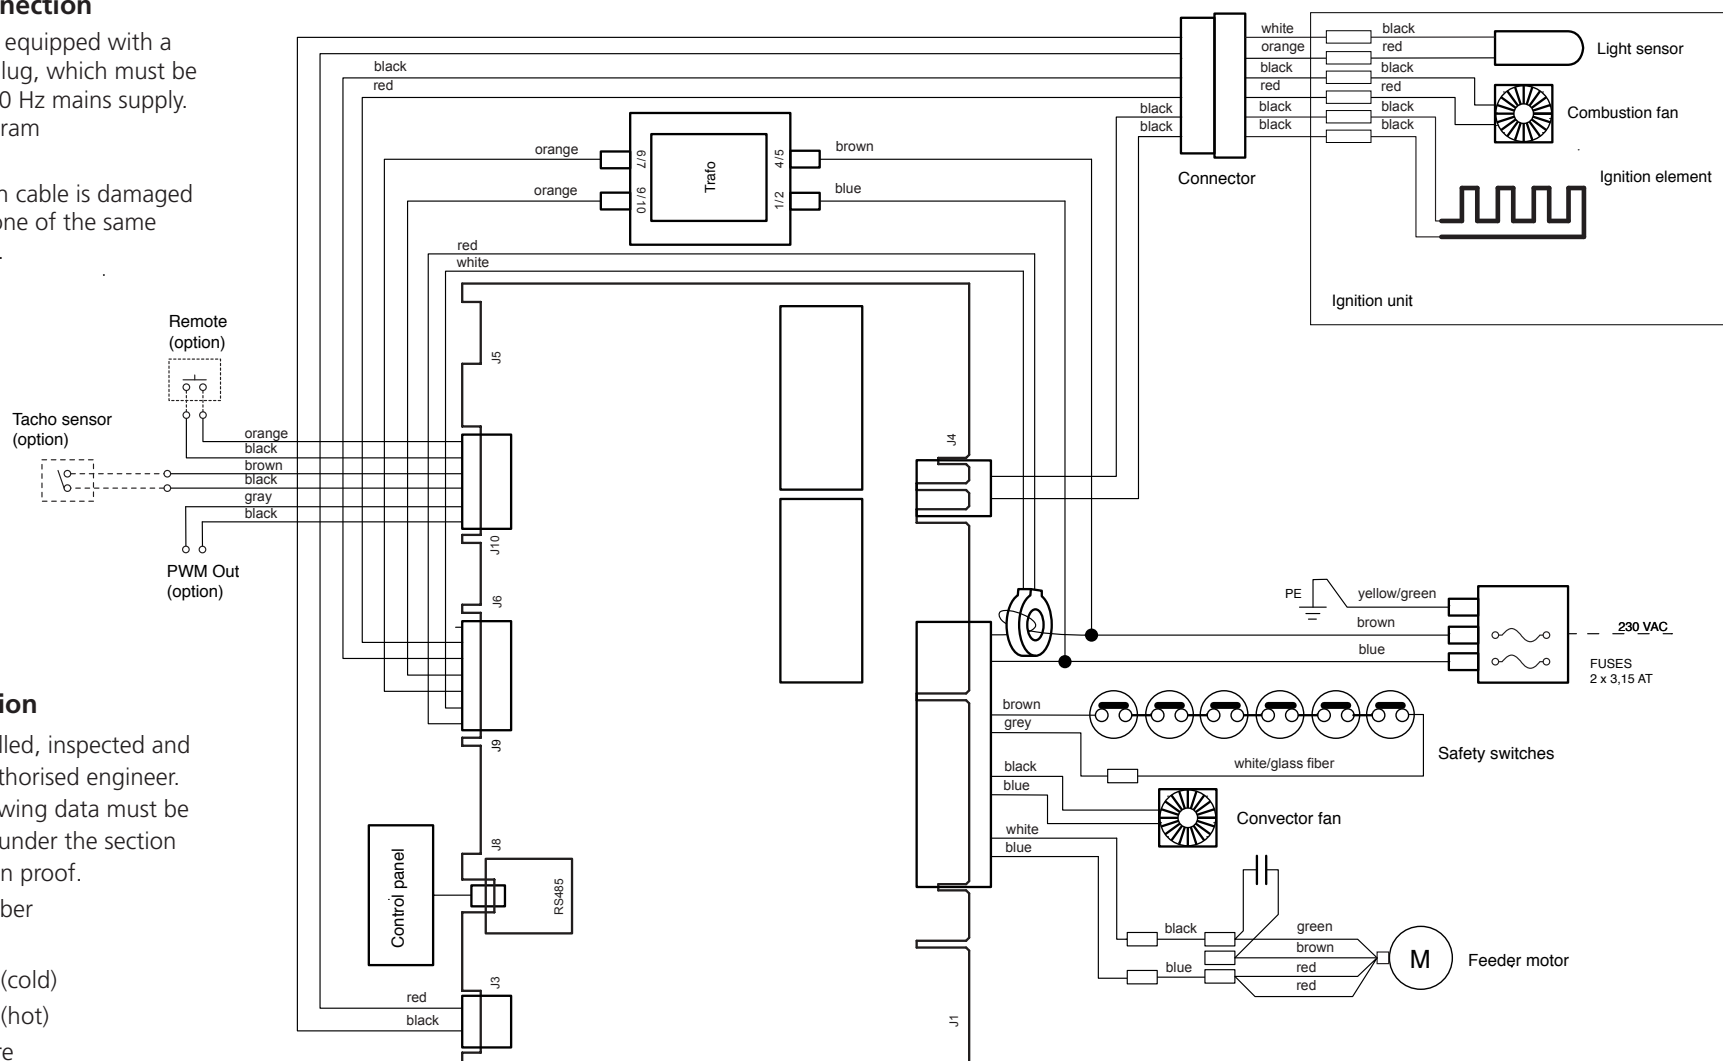 nection
equipped with a
lug, which must be
0 Hz mains supply.
ram
n cable is damaged
one of the same
.
ion
lled, inspected and
thorised engineer.
wing data must be
under the section
n proof.
ber
(cold)
(hot)
re
white
black
Light sensor
orange
red
black
black
red
red
Combustion fan
black
black
black
black
Ignition element
Ignition unit
black
red
black
black
Connector
orange
6/7
Trafo
4/5
brown
orange
9/10
1/2
blue
red
white
Remote
(option)
Tacho sensor
(option)
orange
black
brown
black
gray
black
PWM Out
(option)
J5
J10
J6
J9
J8
J3
J4
J1
PE
yellow/green
brown
blue
230 VAC
FUSES
2 x 3,15 AT
brown
grey
white/glass fiber
Safety switches
black
blue
Convector fan
white
blue
black
green
brown
blue
red
red
M
Feeder motor
Control panel
RS485
red
black